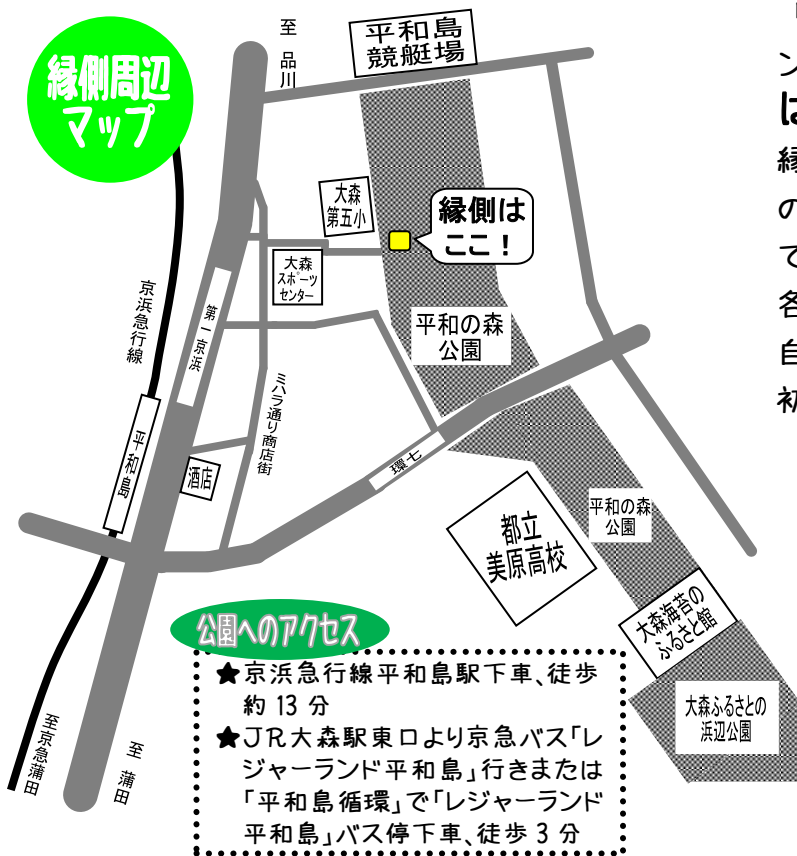 縁側周辺
マップ
至 品川
平和島
競艇場
大森
第五小
縁側は
ここ！
大森
スポーツ
センター
京浜急行線
第一京浜
平和の森
公園
ミハラ通り商店街
平和島
酒店
環七
都立
美原高校
平和の森
公園
大森海苔の
ふるさと館
大森ふるさとの
浜辺公園
至京急蒲田
至 蒲田
公園へのアクセス
★京浜急行線平和島駅下車、徒歩
約 13 分
★JR大森駅東口より京急バス「レ
ジャーランド平和島」行きまたは
「平和島循環」で「レジャーランド
平和島」バス停下車、徒歩 3 分
ン
は
縁
の
て
各
自
初